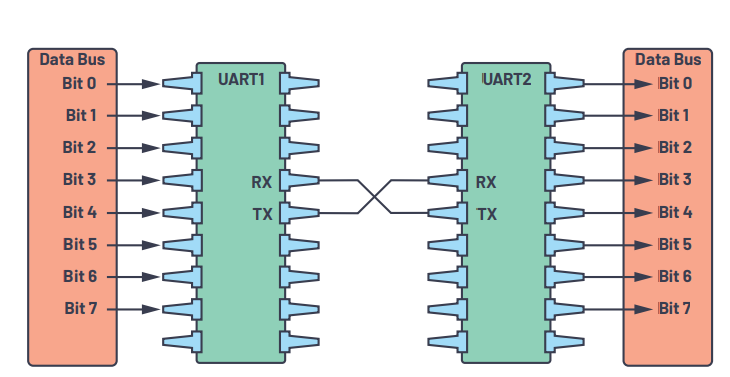 Data Bus
Bit 0
Bit 1
Bit 2
Bit 3
Bit 4
Bit 5
Bit 6
Bit 7
UART1
RX
TX
UART2
RX
TX
Data Bus
Bit 0
Bit 1
Bit 2
Bit 3
Bit 4
Bit 5
Bit 6
Bit 7